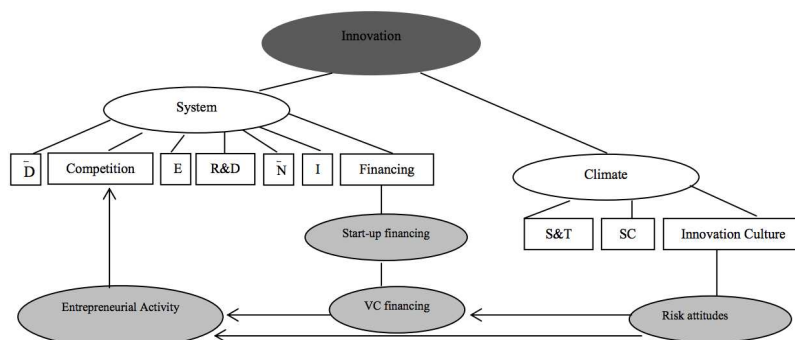 Innovation
System
D̄
Competition
E
R&D
N̄
I
Financing
Climate
S&T
SC
Innovation Culture
Start-up financing
Entrepreneurial Activity
VC financing
Risk attitudes